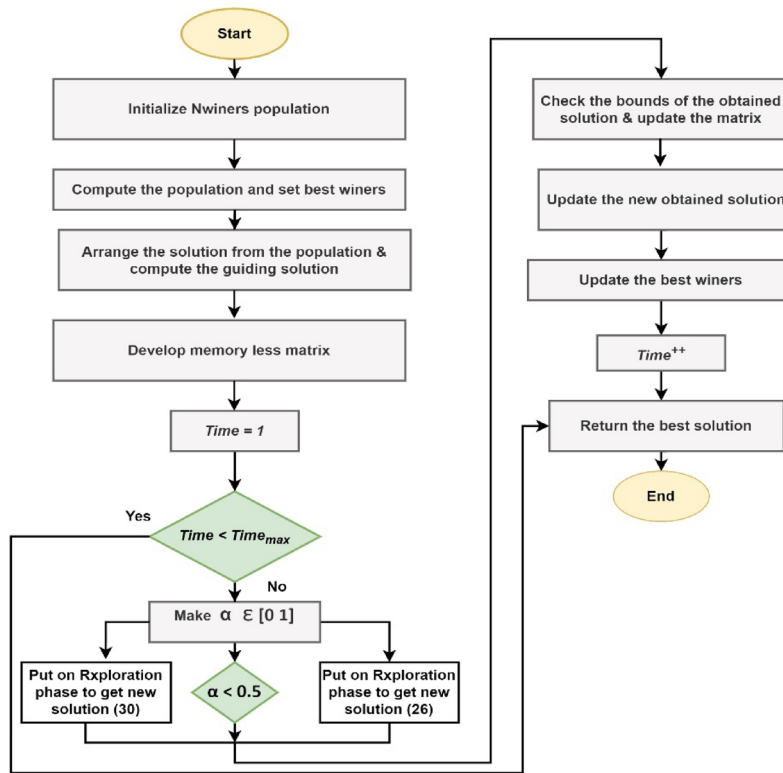 Start
Initialize Nwiners population
Compute the population and set best winers
Arrange the solution from the population &
compute the guiding solution
Develop memory less matrix
Time = 1
Yes
Time < Timemax
No
Make α ε [0 1]
Put on Rxploration
phase to get new
solution (30)
α < 0.5
Put on Rxploration
phase to get new
solution (26)
Check the bounds of the obtained
solution & update the matrix
Update the new obtained solution
Update the best winers
Time++
Return the best solution
End